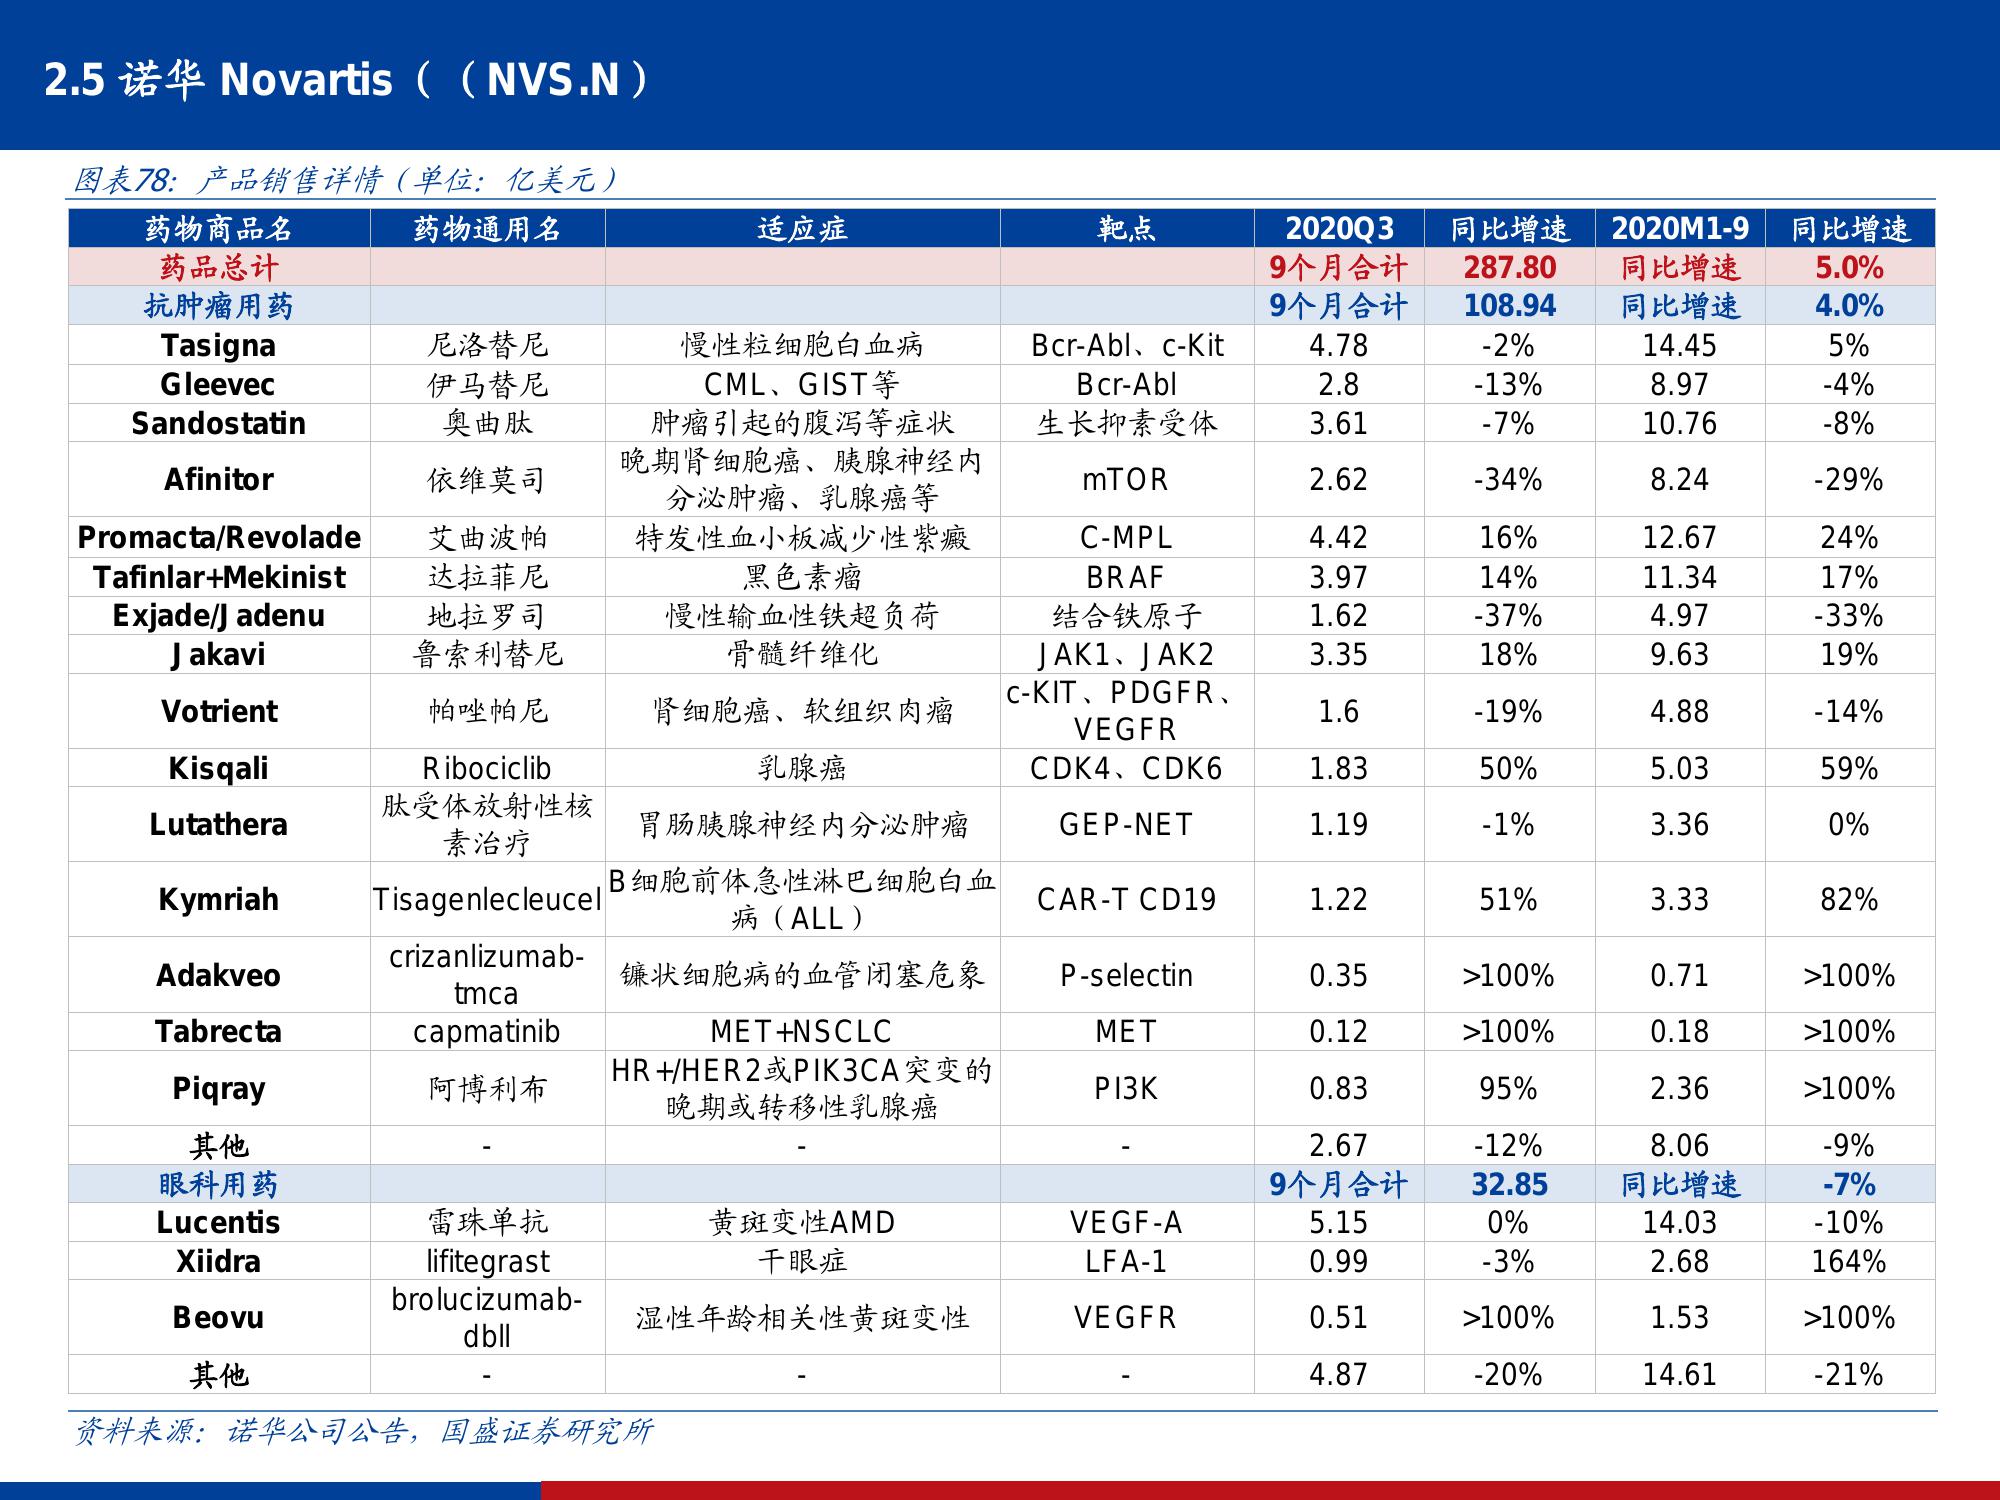 2.5 诺华 Novartis（（NVS.N）
图表78：产品销售详情（单位：亿美元）
药物商品名 药物通用名 适应症 靶点 2020Q3 同比增速 2020M1-9 同比增速
药品总计 9个月合计 287.80 同比增速 5.0%
抗肿瘤用药 9个月合计 108.94 同比增速 4.0%
Tasigna 尼洛替尼 慢性粒细胞白血病 Bcr-Abl、c-Kit 4.78 -2% 14.45 5%
Gleevec 伊马替尼 CML、GIST等 Bcr-Abl 2.8 -13% 8.97 -4%
Sandostatin 奥曲肽 肿瘤引起的腹泻等症状 生长抑素受体 3.61 -7% 10.76 -8%
晚期肾细胞癌、胰腺神经内
Afinitor 依维莫司 mTOR 2.62 -34% 8.24 -29%
分泌肿瘤、乳腺癌等
Promacta/Revolade 艾曲波帕 特发性血小板减少性紫癜 C-MPL 4.42 16% 12.67 24%
Tafinlar+Mekinist 达拉菲尼 黑色素瘤 BRAF 3.97 14% 11.34 17%
Exjade/Jadenu 地拉罗司 慢性输血性铁超负荷 结合铁原子 1.62 -37% 4.97 -33%
Jakavi 鲁索利替尼 骨髓纤维化 JAK1、JAK2 3.35 18% 9.63 19%
c-KIT、PDGFR、
Votrient 帕唑帕尼 肾细胞癌、软组织肉瘤 1.6 -19% 4.88 -14%
VEGFR
Kisqali Ribociclib 乳腺癌 CDK4、CDK6 1.83 50% 5.03 59%
肽受体放射性核
Lutathera 胃肠胰腺神经内分泌肿瘤 GEP-NET 1.19 -1% 3.36 0%
素治疗
B细胞前体急性淋巴细胞白血
Kymriah Tisagenlecleucel CAR-T CD19 1.22 51% 3.33 82%
病（ALL）
crizanlizumab-
Adakveo 镰状细胞病的血管闭塞危象 P-selectin 0.35 >100% 0.71 >100%
tmca
Tabrecta capmatinib MET+NSCLC MET 0.12 >100% 0.18 >100%
HR+/HER2或PIK3CA突变的
Piqray 阿博利布 PI3K 0.83 95% 2.36 >100%
晚期或转移性乳腺癌
其他 - - - 2.67 -12% 8.06 -9%
眼科用药 9个月合计 32.85 同比增速 -7%
Lucentis 雷珠单抗 黄斑变性AMD VEGF-A 5.15 0% 14.03 -10%
Xiidra lifitegrast 干眼症 LFA-1 0.99 -3% 2.68 164%
brolucizumab-
Beovu 湿性年龄相关性黄斑变性 VEGFR 0.51 >100% 1.53 >100%
dbll
其他 - - - 4.87 -20% 14.61 -21%
资料来源：诺华公司公告，国盛证券研究所